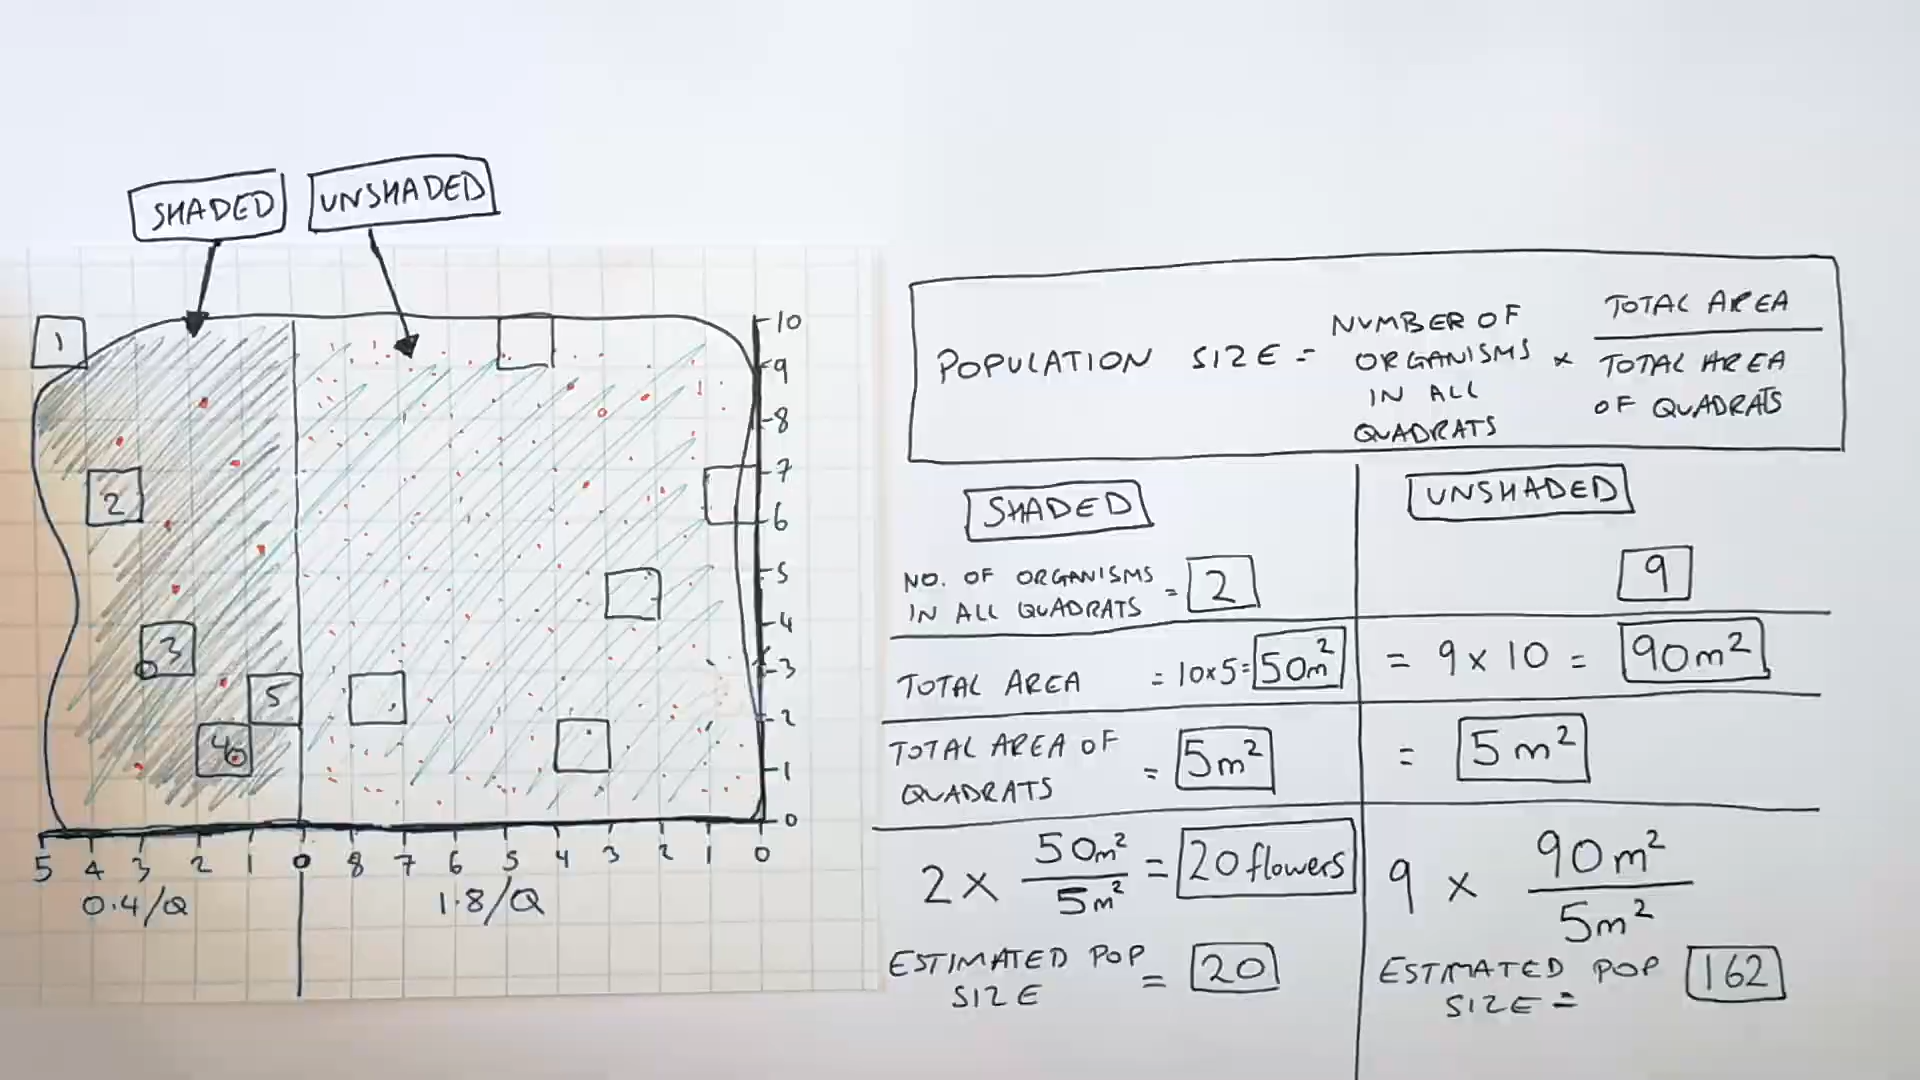 SHADED
UNSHADED
1
2
3
4
5
10
9
8
7
6
5
4
3
2
1
0
5 4 3 2 1 0 8 7 6 5 4 3 2 1 0
0.4/Q
1.8/Q
POPULATION SIZE = NUMBER OF ORGANISMS IN ALL QUADRATS × TOTAL AREA / TOTAL AREA OF QUADRATS
SHADED
UNSHADED
NO. OF ORGANISMS
IN ALL QUADRATS = 2
9
TOTAL AREA = 10x5 = 50m²
= 9 x 10 = 90m²
TOTAL AREA OF
QUADRATS = 5m²
= 5m²
2 x 50m² / 5m² = 20 flowers
9 x 90m² / 5m²
ESTIMATED POP
SIZE = 20
ESTMATED POP
SIZE = 162